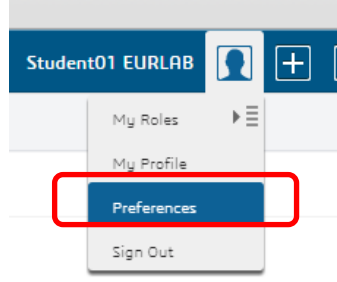 Student01 EURLAB
My Roles
My Profile
Preferences
Sign Out